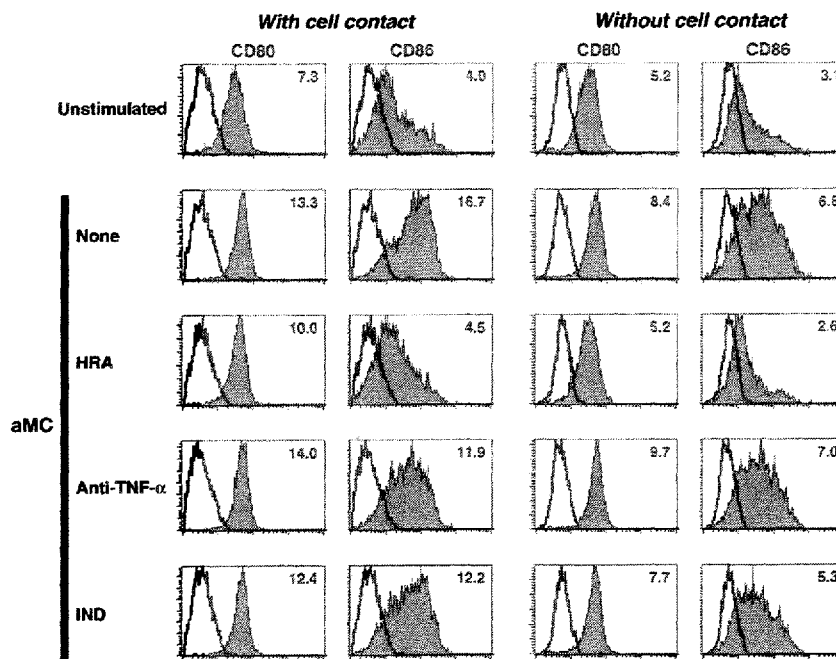 With cell contact Without cell contact
CD80 CD86 CD80 CD86
Unstimulated 7.3 4.0 5.2 3.1
None 13.3 16.7 8.4 6.8
HRA 10.0 4.5 5.2 2.6
aMC
Anti-TNF-α 14.0 11.9 9.7 7.0
IND 12.4 12.2 7.7 5.3